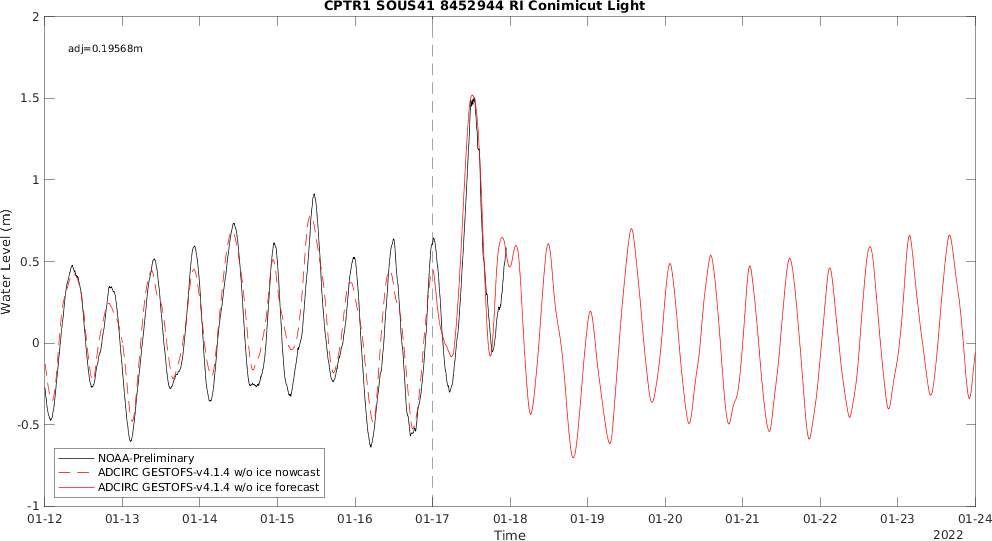 CPTR1 SOUS41 8452944 RI Conimicut Light
2
1.5
1
0.5
0
-0.5
-1
Water Level (m)
adj=0.19568m
NOAA-Preliminary
ADCIRC GESTOFS-v4.1.4 w/o ice nowcast
ADCIRC GESTOFS-v4.1.4 w/o ice forecast
01-12 01-13 01-14 01-15 01-16 01-17 01-18 01-19 01-20 01-21 01-22 01-23 01-24
Time
2022